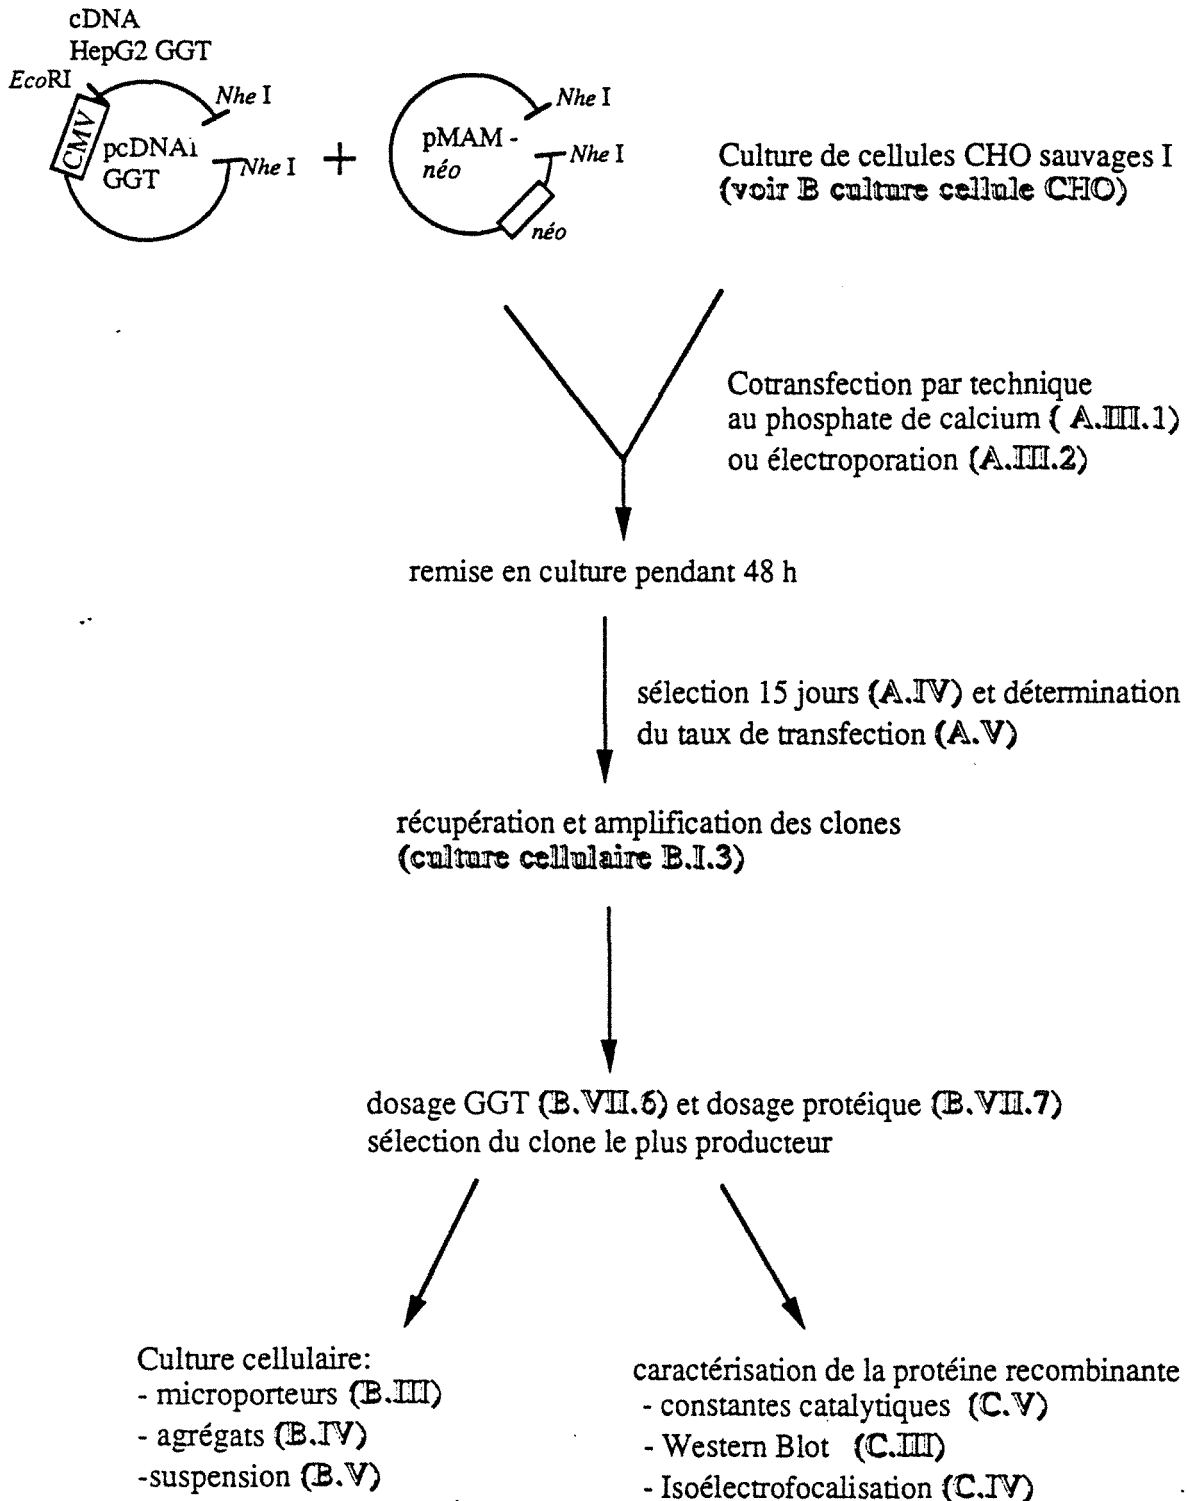 cDNA
HepG2 GGT
EcoRI
Nhe I
CMV
pcDNAi
GGT
Nhe I
+
pMAM -
néo
Nhe I
Nhe I
néo
Culture de cellules CHO sauvages I
(voir B culture cellule CHO)
Cotransfection par technique
au phosphate de calcium ( A.III.1)
ou électroporation (A.III.2)
remise en culture pendant 48 h
sélection 15 jours (A.IV) et détermination
du taux de transfection (A.V)
récupération et amplification des clones
(culture cellulaire B.I.3)
dosage GGT (B.VII.6) et dosage protéique (B.VII.7)
sélection du clone le plus producteur
Culture cellulaire:
- microporteurs (B.III)
- agrégats (B.IV)
-suspension (B.V)
caractérisation de la protéine recombinante
- constantes catalytiques (C.V)
- Western Blot (C.III)
- Isoélectrofocalisation (C.IV)